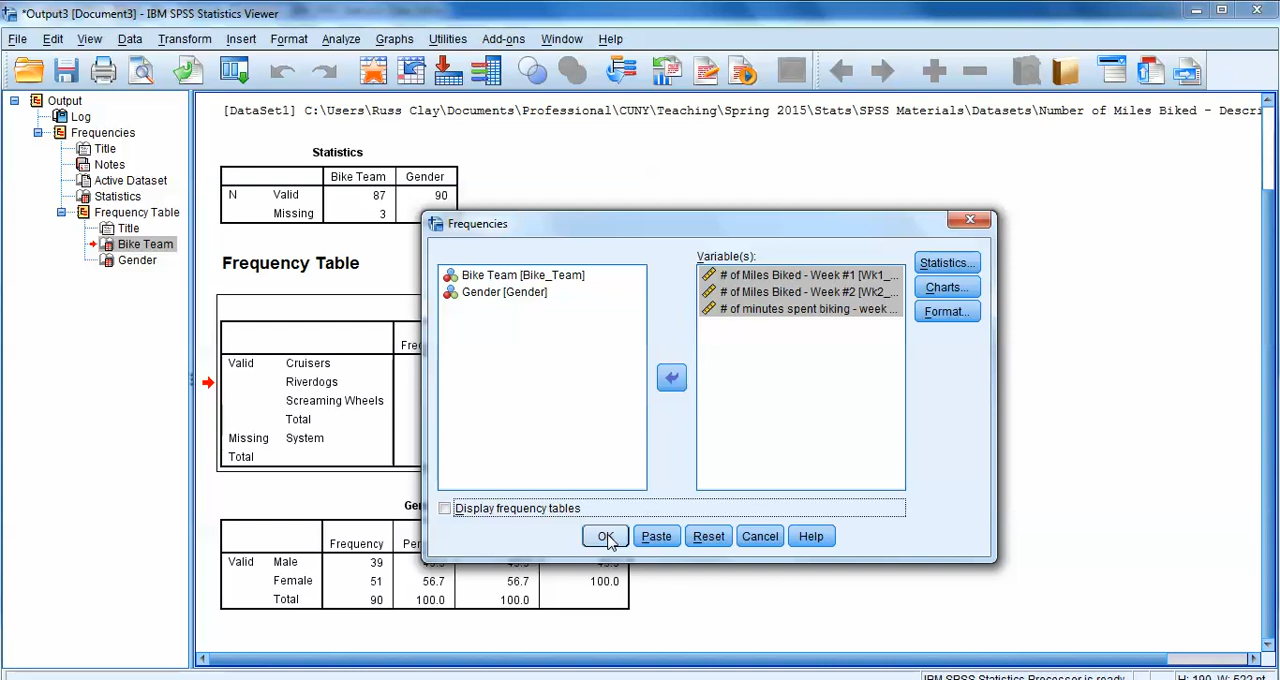 *Output3 [Document3] - IBM SPSS Statistics Viewer
File Edit View Data Transform Insert Format Analyze Graphs Utilities Add-ons Window Help
Output
Log
Frequencies
Title
Notes
Active Dataset
Statistics
Frequency Table
Title
Bike Team
Gender
[DataSet1] C:\Users\Russ Clay\Documents\Professional\CUNY\Teaching\Spring 2015\Stats\SPSS Materials\Datasets\Number of Miles Biked - Descri
Statistics
Bike Team Gender
N Valid 87 90
Missing 3
Frequency Table
Valid Cruisers
Riverdogs
Screaming Wheels
Total
Missing System
Total
Frequency
Valid Male 39
Female 51 56.7 56.7 100.0
Total 90 100.0 100.0
Frequencies
Bike Team [Bike_Team]
Gender [Gender]
Variable(s):
# of Miles Biked - Week #1 [Wk1_...
# of Miles Biked - Week #2 [Wk2_...
# of minutes spent biking - week ...
Statistics...
Charts...
Format...
Display frequency tables
OK Paste Reset Cancel Help
IBM SPSS Statistics Processor is ready H: 190, W: 522 pt